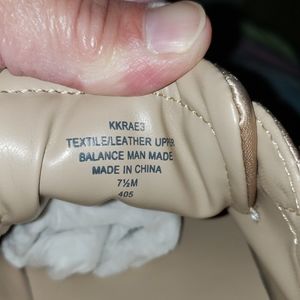 KKRAE3
TEXTILE/LEATHER UPPER
BALANCE MAN MADE
MADE IN CHINA
7½M
405